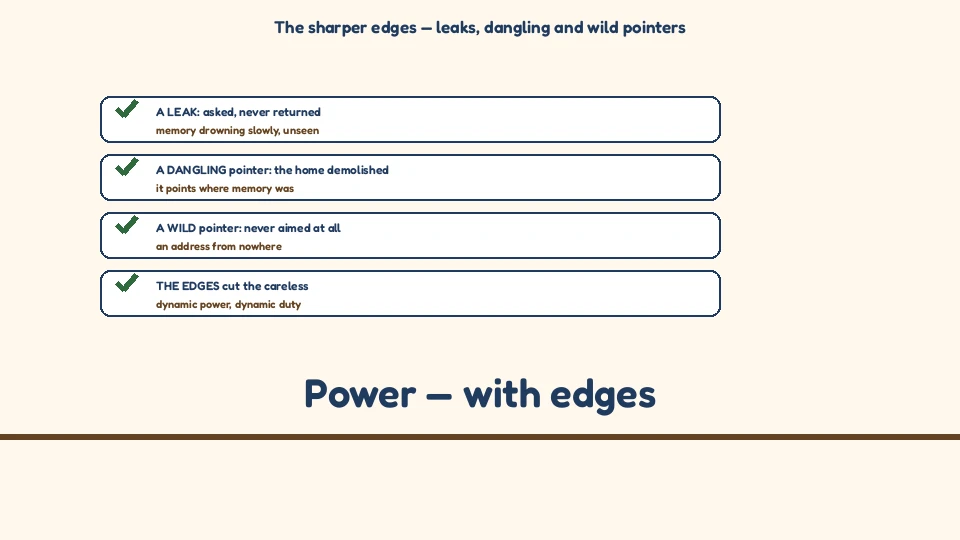 The sharper edges — leaks, dangling and wild pointers
A LEAK: asked, never returned
memory drowning slowly, unseen
A DANGLING pointer: the home demolished
it points where memory was
A WILD pointer: never aimed at all
an address from nowhere
THE EDGES cut the careless
dynamic power, dynamic duty
Power — with edges